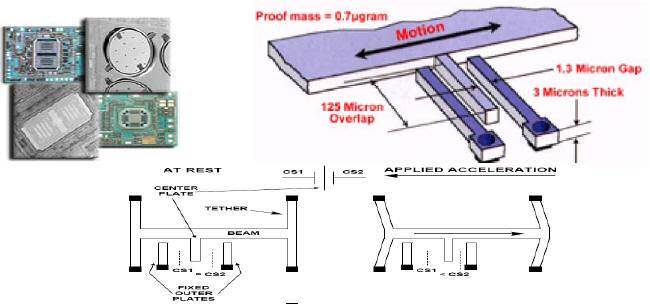 Proof mass = 0.7µgram
Motion
1.3 Micron Gap
3 Microns Thick
125 Micron
Overlap
AT REST
CS1
CS2
APPLIED ACCELERATION
CENTER
PLATE
TETHER
BEAM
CS1 = CS2
CS1 < CS2
FIXED
OUTER
PLATES